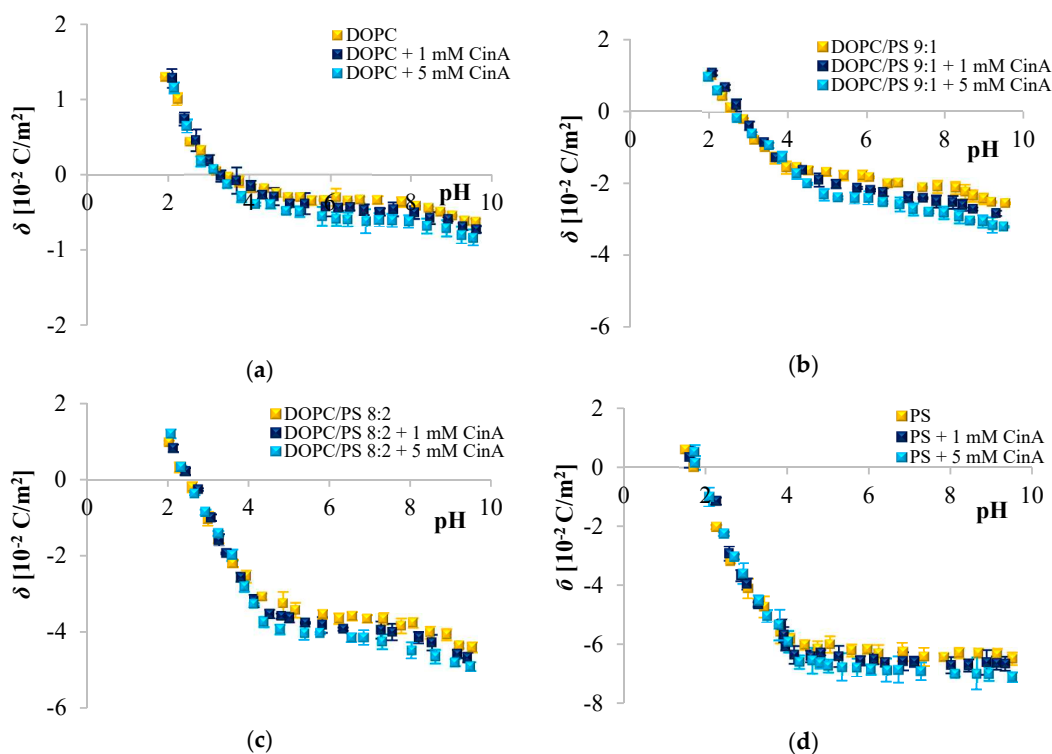 2
DOPC
DOPC + 1 mM CinA
DOPC + 5 mM CinA
1
0
0 2 4 6 8 10
pH
-1
-2
δ [10⁻² C/m²]
(a)
2
DOPC/PS 9:1
DOPC/PS 9:1 + 1 mM CinA
DOPC/PS 9:1 + 5 mM CinA
0
0 2 4 6 8 10
pH
-2
-4
-6
δ [10⁻² C/m²]
(b)
2
DOPC/PS 8:2
DOPC/PS 8:2 + 1 mM CinA
DOPC/PS 8:2 + 5 mM CinA
0
0 2 4 6 8 10
pH
-2
-4
-6
δ [10⁻² C/m²]
(c)
2
PS
PS + 1 mM CinA
PS + 5 mM CinA
0
0 2 4 6 8 10
pH
-2
-4
-6
-8
б [10⁻² C/m²]
(d)